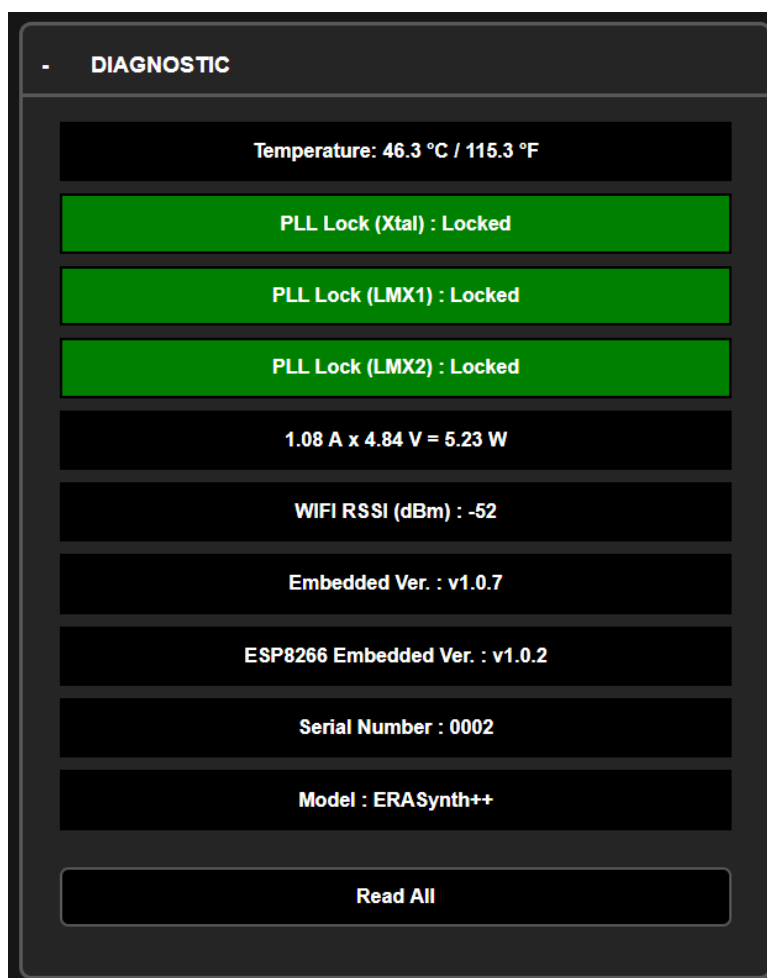 - DIAGNOSTIC
Temperature: 46.3 °C / 115.3 °F
PLL Lock (Xtal) : Locked
PLL Lock (LMX1) : Locked
PLL Lock (LMX2) : Locked
1.08 A x 4.84 V = 5.23 W
WIFI RSSI (dBm) : -52
Embedded Ver. : v1.0.7
ESP8266 Embedded Ver. : v1.0.2
Serial Number : 0002
Model : ERASynth++
Read All